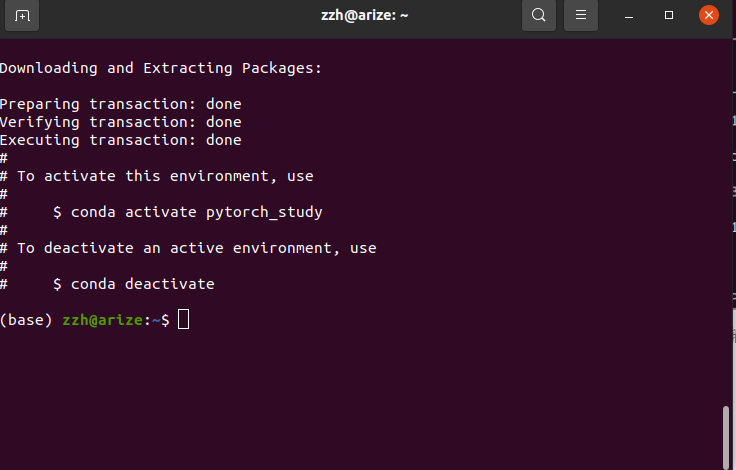 zzh@arize: ~
Downloading and Extracting Packages:
Preparing transaction: done
Verifying transaction: done
Executing transaction: done
#
# To activate this environment, use
#
#     $ conda activate pytorch_study
#
# To deactivate an active environment, use
#
#     $ conda deactivate
(base) zzh@arize:~$